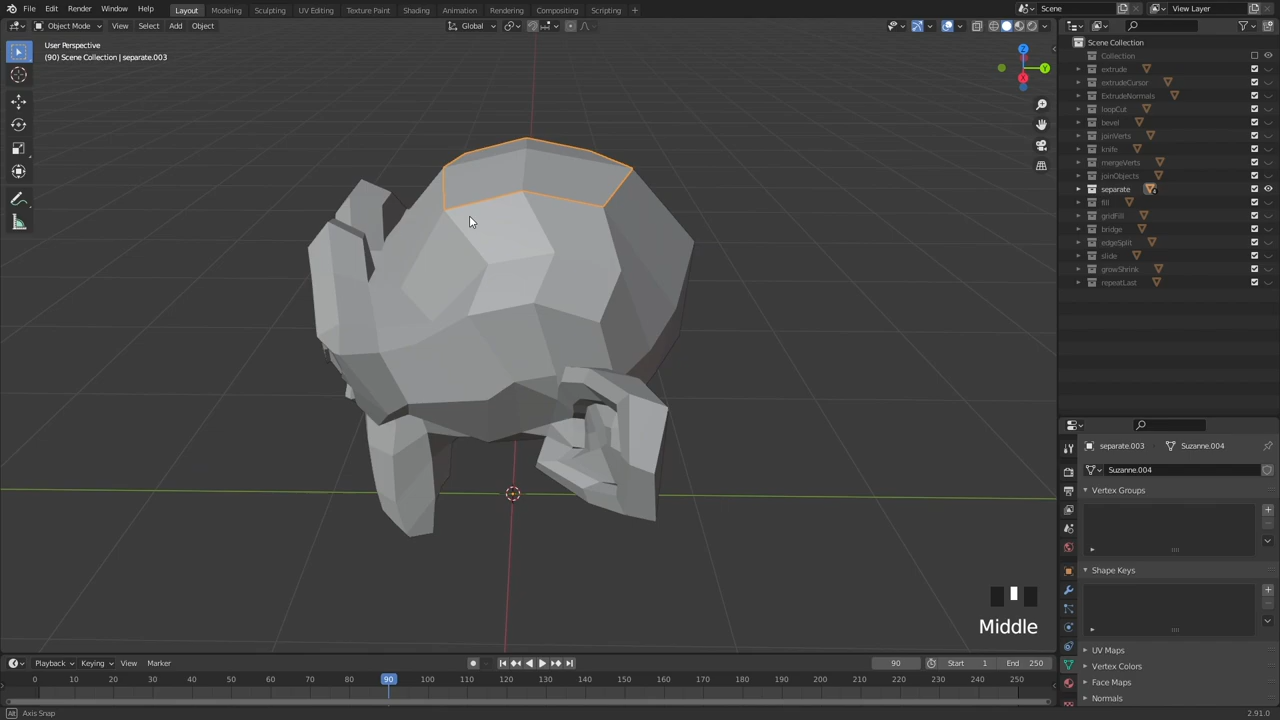 File Edit Render Window Help Layout Modeling Sculpting UV Editing Texture Paint Shading Animation Rendering Compositing Scripting + Scene View Layer
Object Mode View Select Add Object Global
User Perspective
(90) Scene Collection | separate.003
Scene Collection
Collection
extrude
extrudeCursor
ExtrudeNormals
loopCut
bevel
joinVerts
knife
mergeVerts
joinObjects
separate
fill
gridFill
bridge
edgeSplit
slide
growShrink
repeatLast
Z
Y
X
separate.003 Suzanne.004
Suzanne.004
Vertex Groups
Shape Keys
UV Maps
Vertex Colors
Face Maps
Normals
Middle
Playback Keying View Marker 90 Start 1 End 250
0 10 20 30 40 50 60 70 80 90 100 110 120 130 140 150 160 170 180 190 200 210 220 230 240 250
Axis Snap 2.91.0